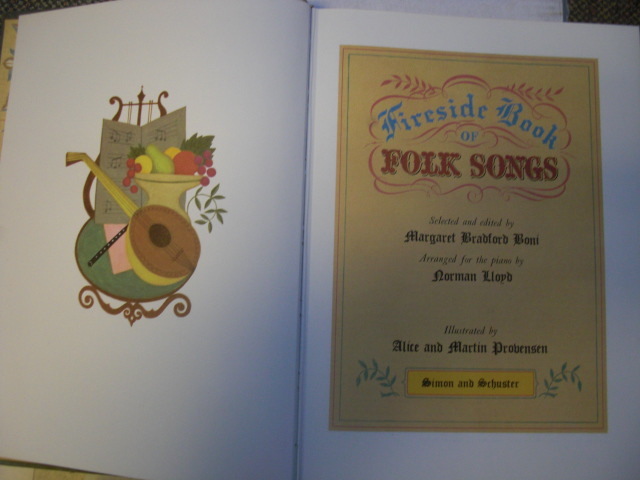 Fireside Book
OF
FOLK SONGS
Selected and edited by
Margaret Bradford Boni
Arranged for the piano by
Norman Lloyd
Illustrated by
Alice and Martin Provensen
Simon and Schuster